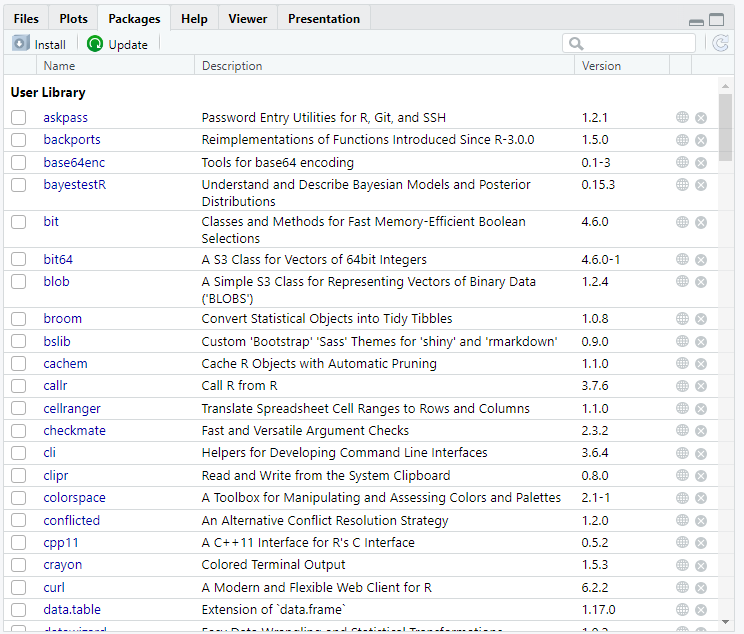 Files Plots Packages Help Viewer Presentation
Install Update
Name Description Version
User Library
askpass Password Entry Utilities for R, Git, and SSH 1.2.1
backports Reimplementations of Functions Introduced Since R-3.0.0 1.5.0
base64enc Tools for base64 encoding 0.1-3
bayestestR Understand and Describe Bayesian Models and Posterior 0.15.3
Distributions
bit Classes and Methods for Fast Memory-Efficient Boolean 4.6.0
Selections
bit64 A S3 Class for Vectors of 64bit Integers 4.6.0-1
blob A Simple S3 Class for Representing Vectors of Binary Data 1.2.4
('BLOBS')
broom Convert Statistical Objects into Tidy Tibbles 1.0.8
bslib Custom 'Bootstrap' 'Sass' Themes for 'shiny' and 'rmarkdown' 0.9.0
cachem Cache R Objects with Automatic Pruning 1.1.0
callr Call R from R 3.7.6
cellranger Translate Spreadsheet Cell Ranges to Rows and Columns 1.1.0
checkmate Fast and Versatile Argument Checks 2.3.2
cli Helpers for Developing Command Line Interfaces 3.6.4
clipr Read and Write from the System Clipboard 0.8.0
colorspace A Toolbox for Manipulating and Assessing Colors and Palettes 2.1-1
conflicted An Alternative Conflict Resolution Strategy 1.2.0
cpp11 A C++11 Interface for R's C Interface 0.5.2
crayon Colored Terminal Output 1.5.3
curl A Modern and Flexible Web Client for R 6.2.2
data.table Extension of `data.frame` 1.17.0
datawizard Easy Data Wrangling and Statistical Transformations